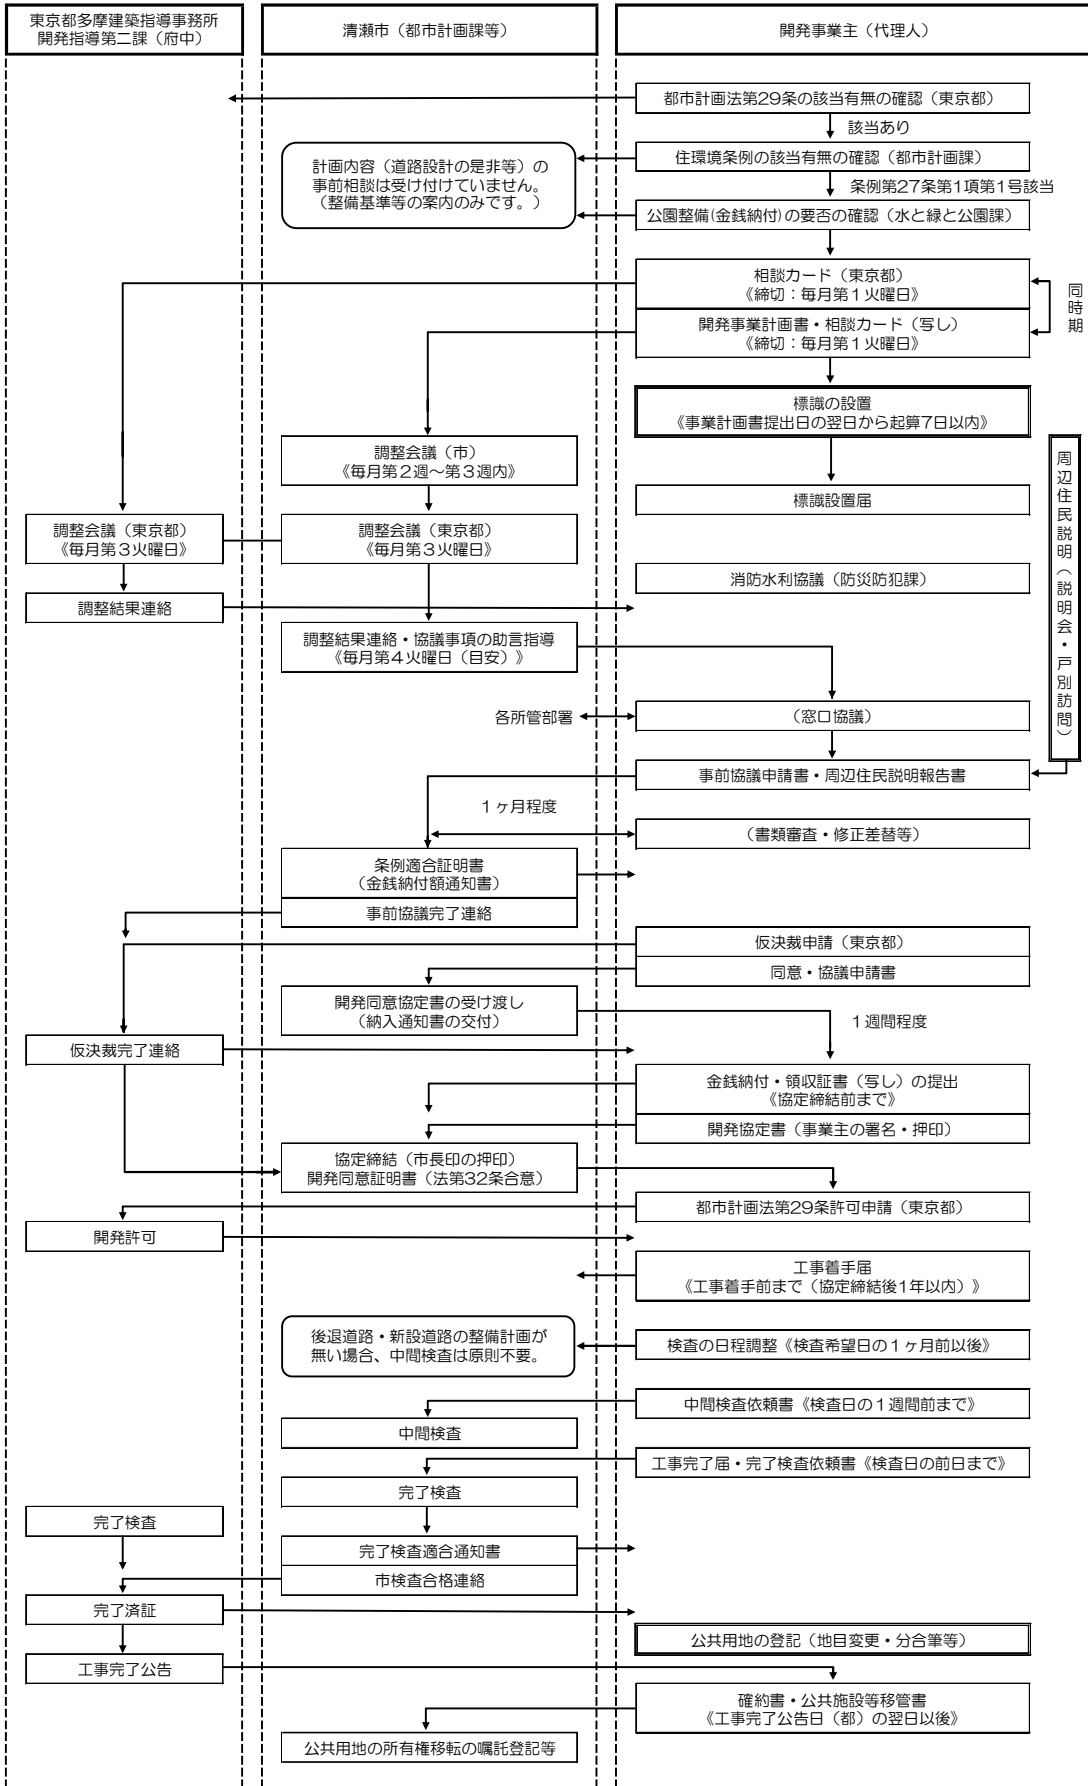 東京都多摩建築指導事務所
開発指導第二課（府中）
清瀬市（都市計画課等）
開発事業主（代理人）
都市計画法第29条の該当有無の確認（東京都）
該当あり
計画内容（道路設計の是非等）の
事前相談は受け付けていません。
（整備基準等の案内のみです。）
住環境条例の該当有無の確認（都市計画課）
条例第27条第1項第1号該当
公園整備(金銭納付)の要否の確認（水と緑と公園課）
相談カード（東京都）
《締切：毎月第１火曜日》
同時期
開発事業計画書・相談カード（写し）
《締切：毎月第１火曜日》
標識の設置
《事業計画書提出日の翌日から起算7日以内》
周辺住民説明（説明会・戸別訪問）
調整会議（市）
《毎月第２週～第３週内》
標識設置届
調整会議（東京都）
《毎月第３火曜日》
調整会議（東京都）
《毎月第３火曜日》
消防水利協議（防災防犯課）
調整結果連絡
調整結果連絡・協議事項の助言指導
《毎月第４火曜日（目安）》
各所管部署
（窓口協議）
事前協議申請書・周辺住民説明報告書
１ヶ月程度
（書類審査・修正差替等）
条例適合証明書
（金銭納付額通知書）
事前協議完了連絡
仮決裁申請（東京都）
同意・協議申請書
開発同意協定書の受け渡し
（納入通知書の交付）
１週間程度
仮決裁完了連絡
金銭納付・領収証書（写し）の提出
《協定締結前まで》
開発協定書（事業主の署名・押印）
協定締結（市長印の押印）
開発同意証明書（法第32条合意）
都市計画法第29条許可申請（東京都）
開発許可
工事着手届
《工事着手前まで（協定締結後1年以内）》
後退道路・新設道路の整備計画が
無い場合、中間検査は原則不要。
検査の日程調整《検査希望日の１ヶ月前以後》
中間検査依頼書《検査日の１週間前まで》
中間検査
工事完了届・完了検査依頼書《検査日の前日まで》
完了検査
完了検査
完了検査適合通知書
市検査合格連絡
完了済証
公共用地の登記（地目変更・分合筆等）
工事完了公告
確約書・公共施設等移管書
《工事完了公告日（都）の翌日以後》
公共用地の所有権移転の嘱託登記等